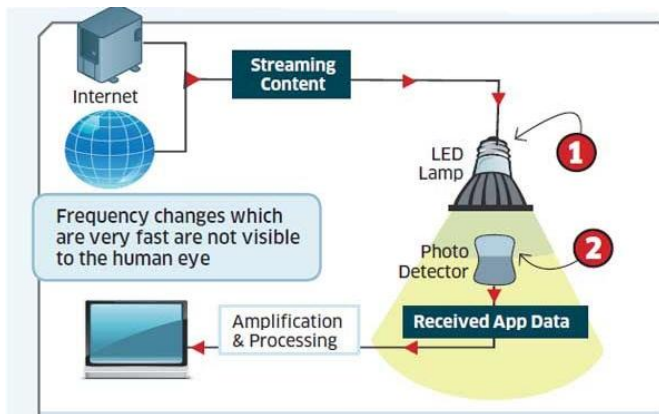 Internet
Streaming
Content
LED
Lamp
1
Frequency changes which
are very fast are not visible
to the human eye
Photo
Detector
2
Amplification
& Processing
Received App Data